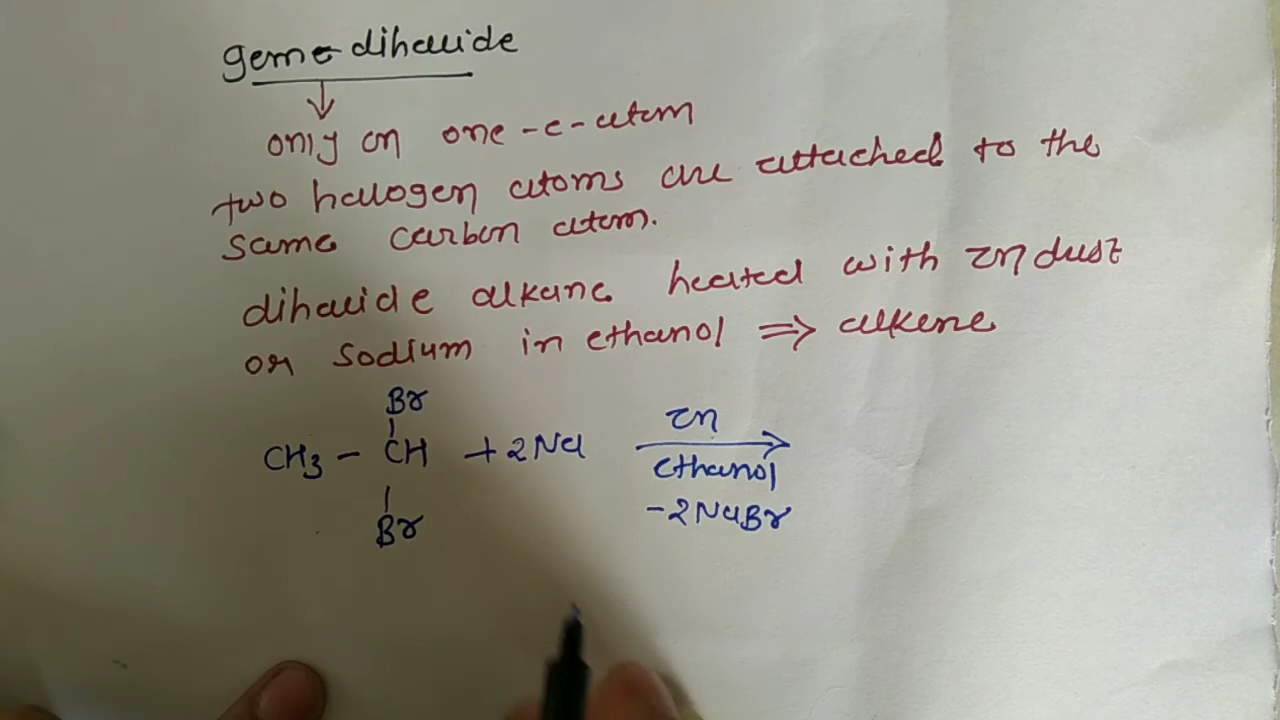 geme dihalide
only on one-c-atom
two halogen atoms are attached to the
same carbon atom.
dihalide alkane heated with zn dust
or sodium in ethanol ⇒ alkene
Br
CH3 - CH + 2Na
Br
zn
ethanol
-2NaBr